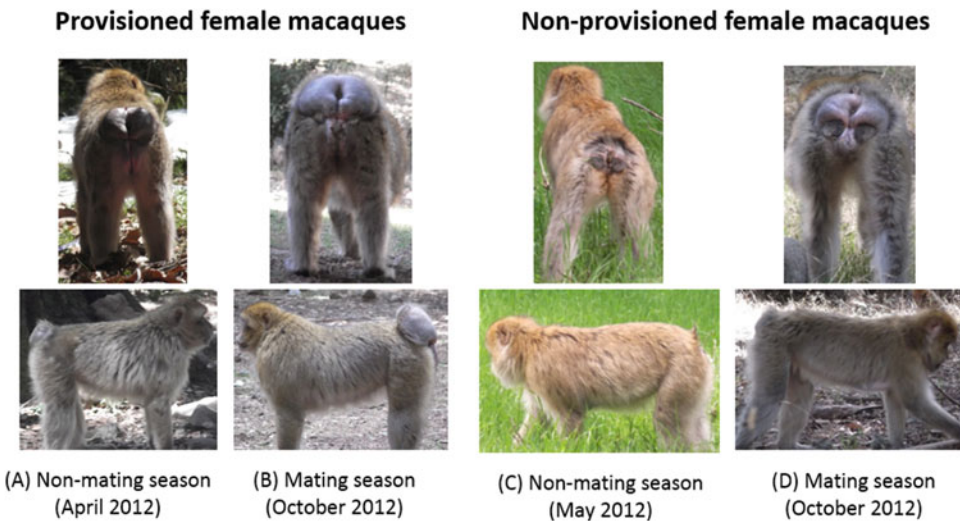 Provisioned female macaques
Non-provisioned female macaques
(A) Non-mating season
(April 2012)
(B) Mating season
(October 2012)
(C) Non-mating season
(May 2012)
(D) Mating season
(October 2012)